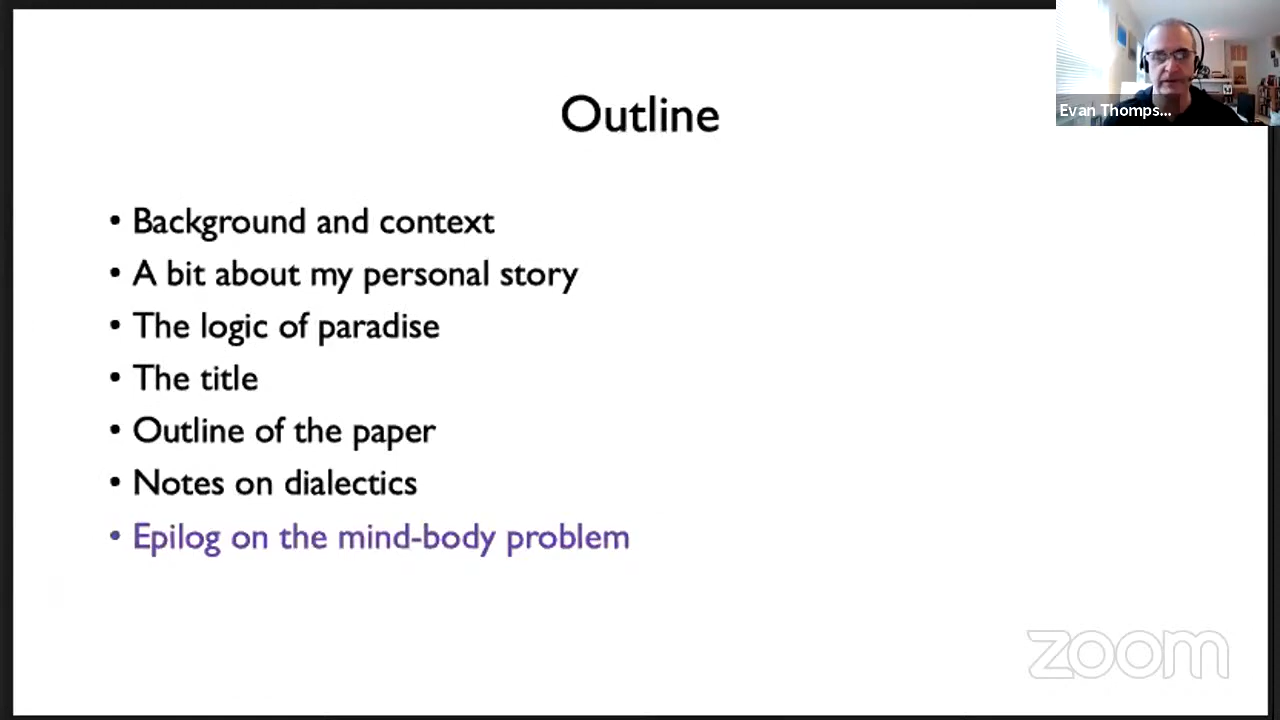 Outline
Evan Thomps...
• Background and context
• A bit about my personal story
• The logic of paradise
• The title
• Outline of the paper
• Notes on dialectics
• Epilog on the mind-body problem
zoom